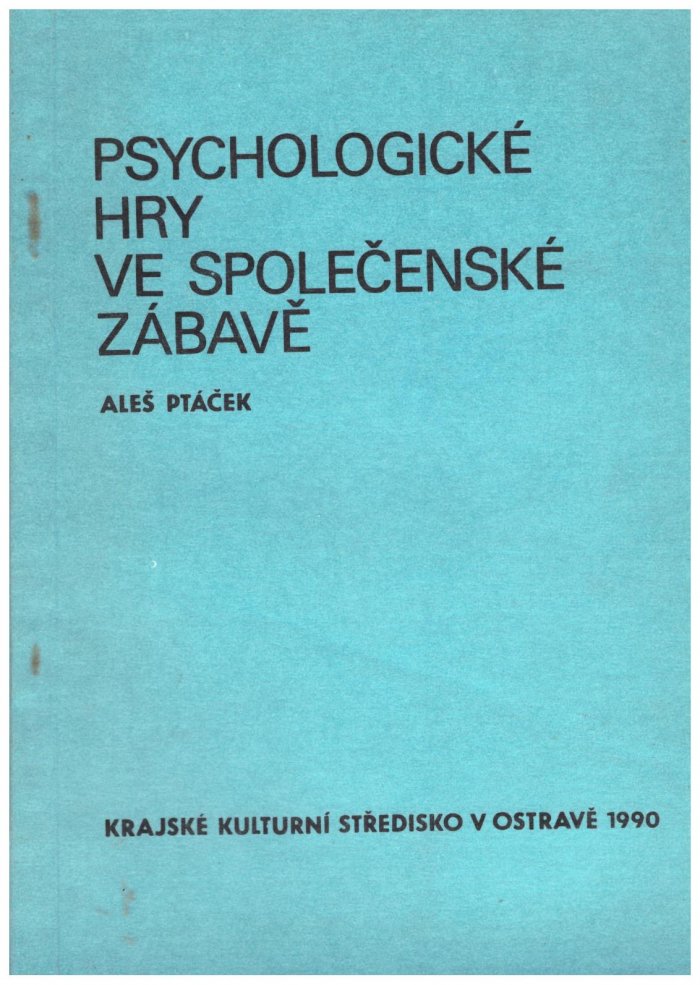 PSYCHOLOGICKÉ
HRY
VE SPOLEČENSKÉ
ZÁBAVĚ
ALEŠ PTÁČEK
KRAJSKÉ KULTURNÍ STŘEDISKO V OSTRAVĚ 1990